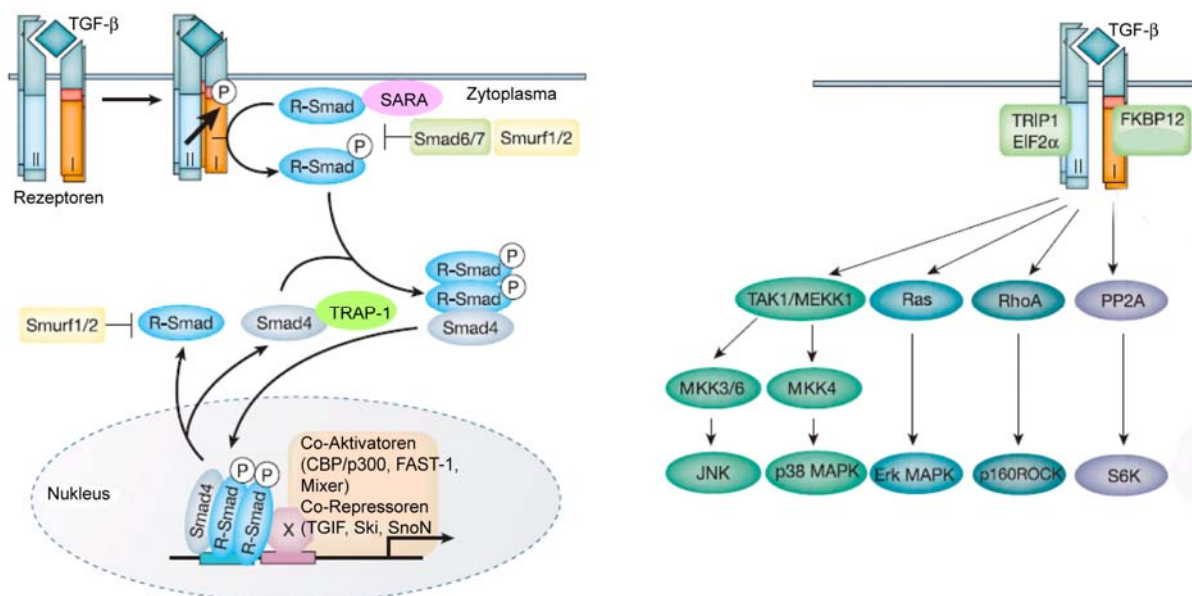 TGF-β
P
R-Smad
SARA
Zytoplasma
II
I
II
I
P
R-Smad
Smad6/7
Smurf1/2
Rezeptoren
P
R-Smad
P
R-Smad
Smad4
Smurf1/2
R-Smad
Smad4
TRAP-1
Nukleus
P
P
Smad4
R-Smad
R-Smad
X
Co-Aktivatoren
(CBP/p300, FAST-1,
Mixer)
Co-Repressoren
(TGIF, Ski, SnoN
TGF-β
TRIP1
EIF2α
FKBP12
II
I
TAK1/MEKK1
Ras
RhoA
PP2A
MKK3/6
MKK4
JNK
p38 MAPK
Erk MAPK
p160ROCK
S6K